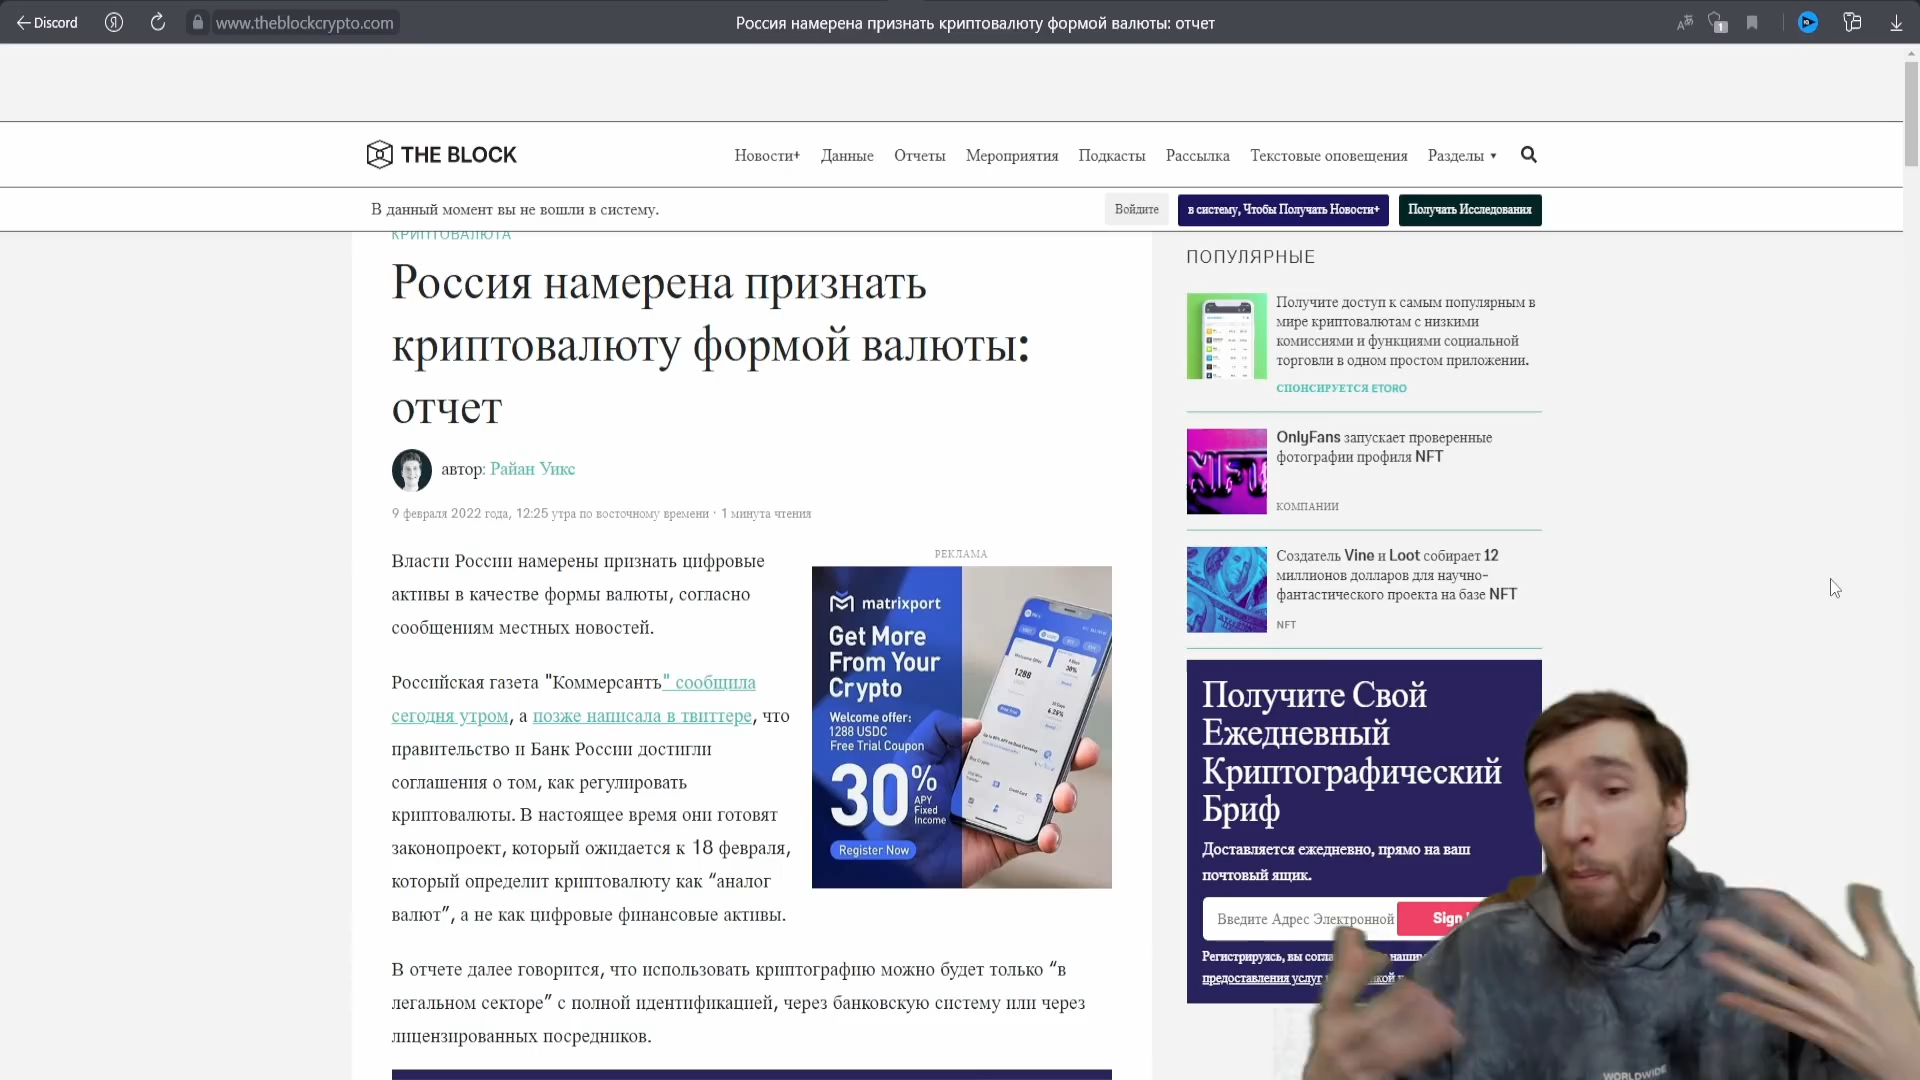 Discord
www.theblockcrypto.com
Россия намерена признать криптовалюту формой валюты: отчет
1
THE BLOCK
Новости+ Данные Отчеты Мероприятия Подкасты Рассылка Текстовые оповещения Разделы
В данный момент вы не вошли в систему.
Войдите
в систему, Чтобы Получать Новости+
Получать Исследования
КРИПТОВАЛЮТА
Россия намерена признать
криптовалюту формой валюты:
отчет
автор: Райан Уикс
9 февраля 2022 года, 12:25 утра по восточному времени · 1 минута чтения
Власти России намерены признать цифровые
активы в качестве формы валюты, согласно
сообщениям местных новостей.
Российская газета "Коммерсантъ" сообщила
сегодня утром, а позже написала в твиттере, что
правительство и Банк России достигли
соглашения о том, как регулировать
криптовалюты. В настоящее время они готовят
законопроект, который ожидается к 18 февраля,
который определит криптовалюту как “аналог
валют”, а не как цифровые финансовые активы.
РЕКЛАМА
matrixport
Get More
From Your
Crypto
Welcome offer:
1288 USDC
Free Trial Coupon
30%
APY
Fixed
Income
Register Now
В отчете далее говорится, что использовать криптографию можно будет только “в
легальном секторе” с полной идентификацией, через банковскую систему или через
лицензированных посредников.
ПОПУЛЯРНЫЕ
Получите доступ к самым популярным в
мире криптовалютам с низкими
комиссиями и функциями социальной
торговли в одном простом приложении.
СПОНСИРУЕТСЯ ETORO
OnlyFans запускает проверенные
фотографии профиля NFT
КОМПАНИИ
Создатель Vine и Loot собирает 12
миллионов долларов для научно-
фантастического проекта на базе NFT
NFT
Получите Свой
Ежедневный
Криптографический
Бриф
Доставляется ежедневно, прямо на ваш
почтовый ящик.
Введите Адрес Электронной
Sign
Регистрируясь, вы
предоставления услуг
WORLDWIDE